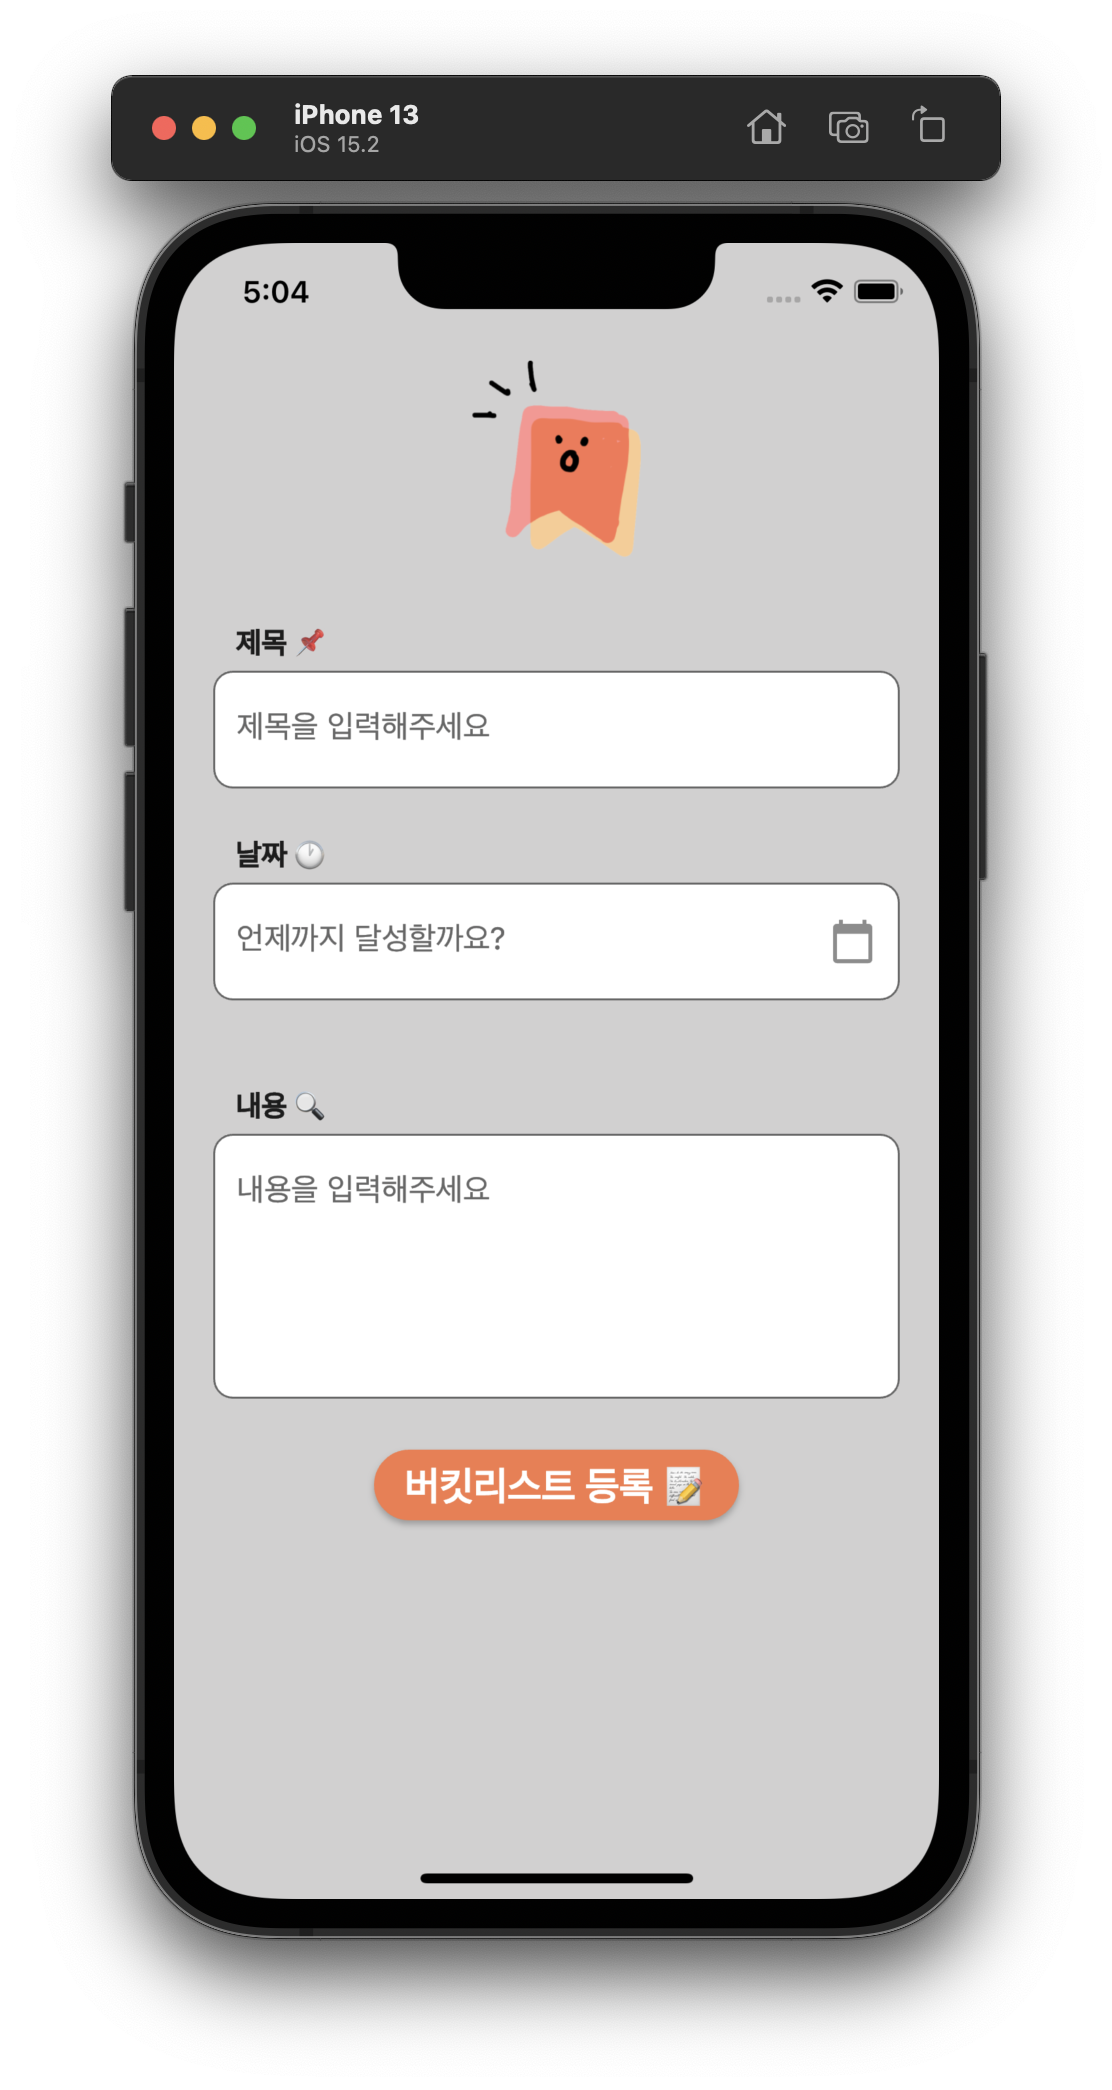 iPhone 13
iOS 15.2
5:04
제목 📌
제목을 입력해주세요
날짜 🕐
언제까지 달성할까요?
내용 🔍
내용을 입력해주세요
버킷리스트 등록 📝